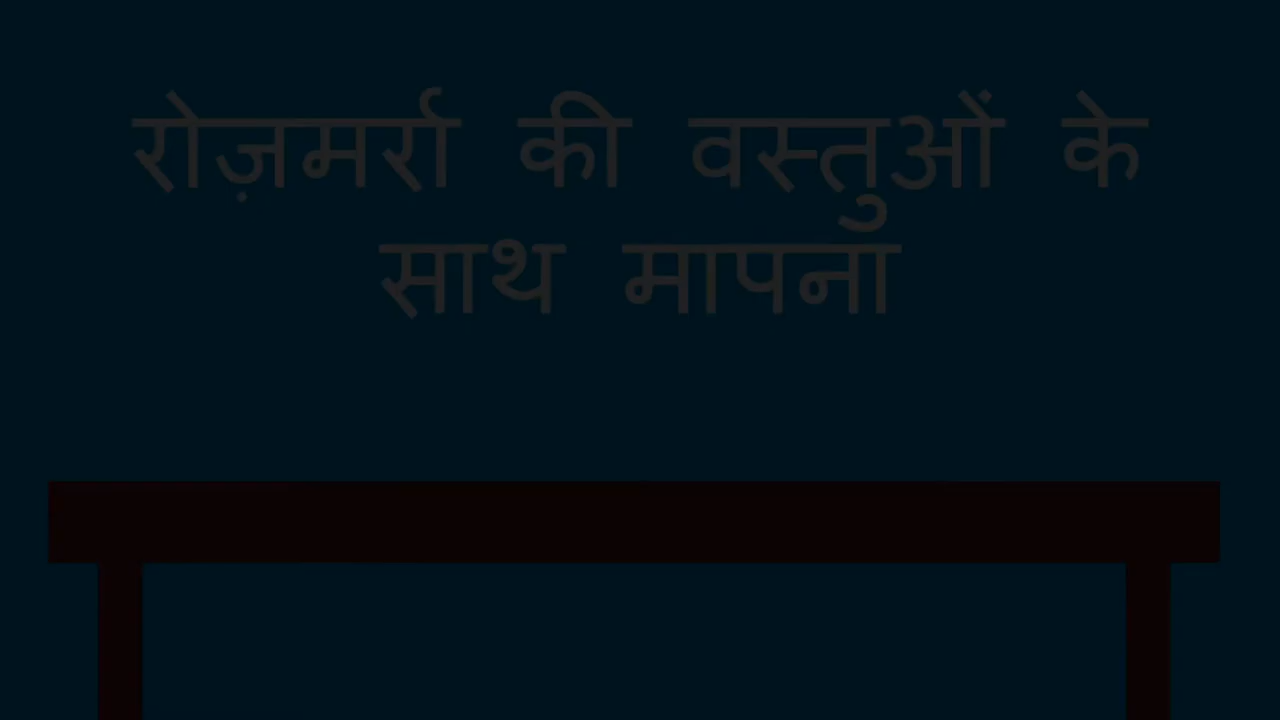 रोज़मर्रा की वस्तुओं के
साथ मापना